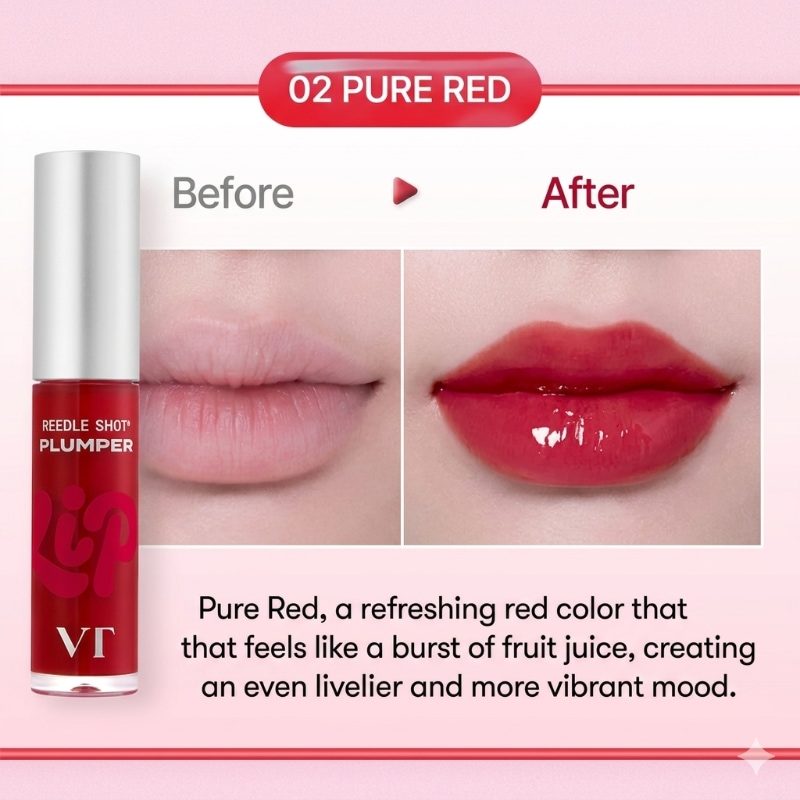 02 PURE RED
Before
After
REEDLE SHOT®
PLUMPER
Lip
VT
Pure Red, a refreshing red color that
that feels like a burst of fruit juice, creating
an even livelier and more vibrant mood.